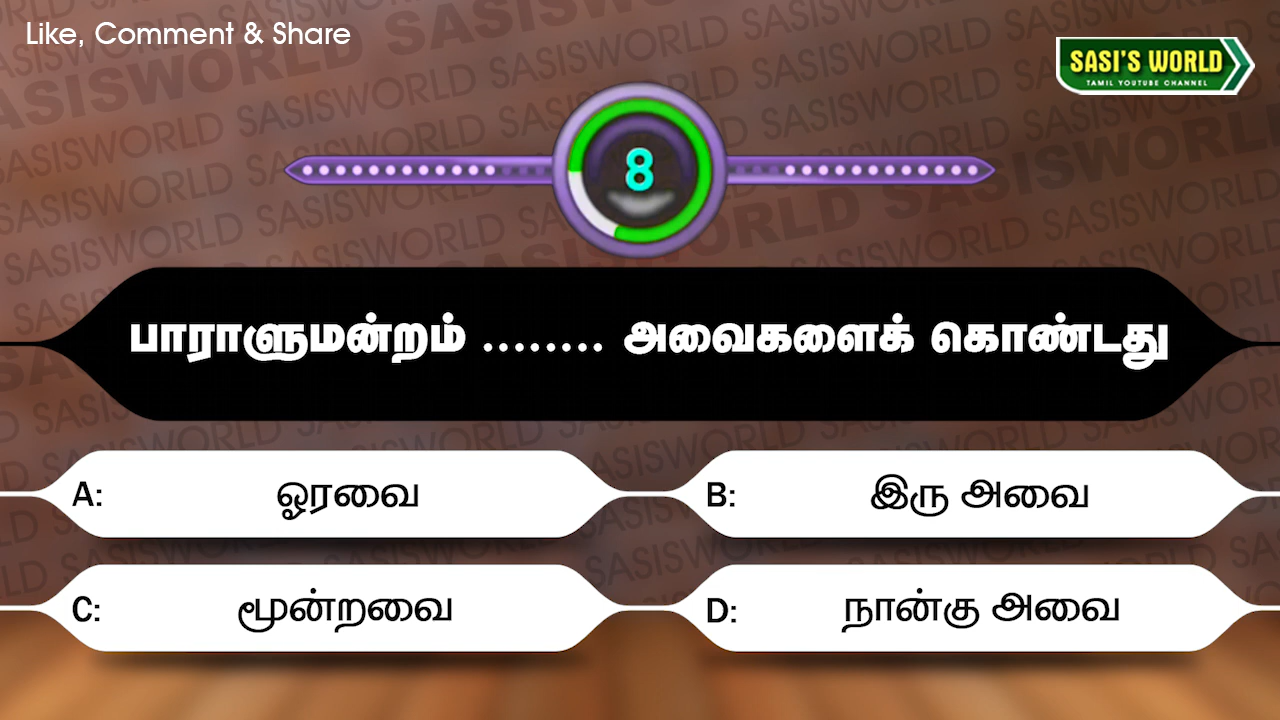 Like, Comment & Share
SASI'S WORLD
TAMIL YOUTUBE CHANNEL
8
பாராளுமன்றம் ........ அவைகளைக் கொண்டது
A: ஓரவை
B: இரு அவை
C: மூன்றவை
D: நான்கு அவை